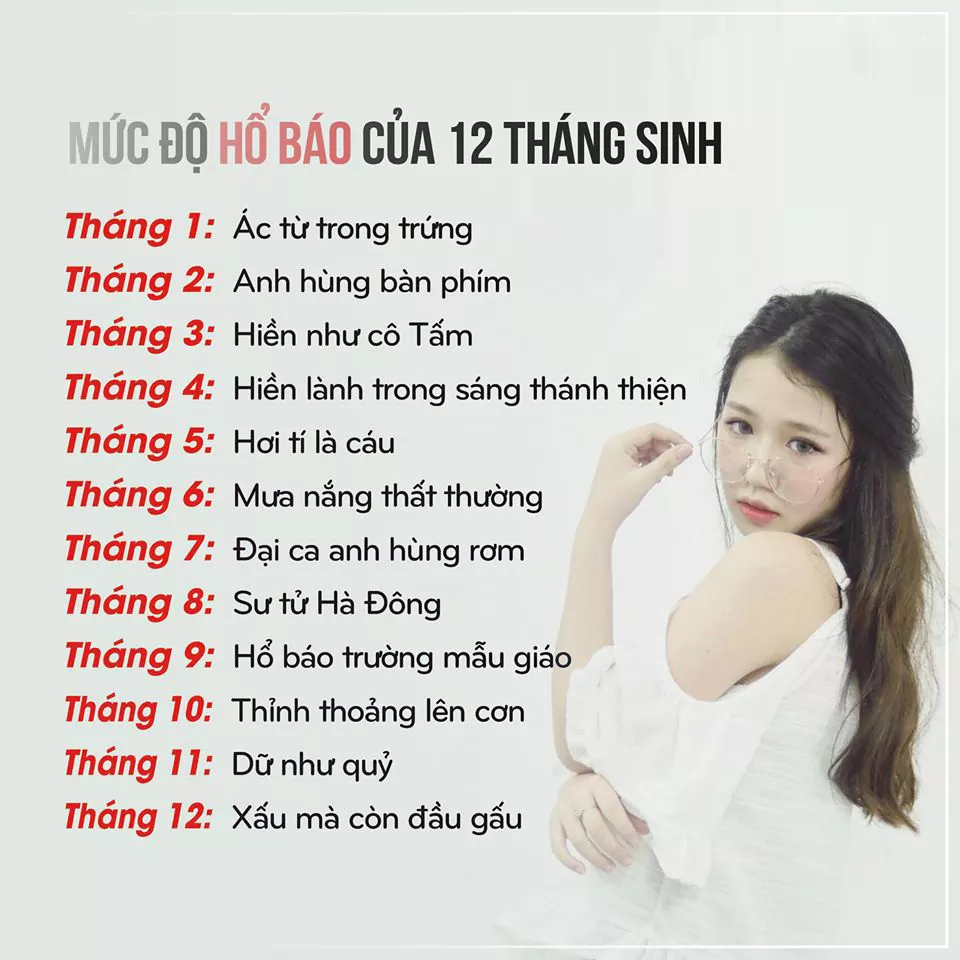 MỨC ĐỘ HỔ BÁO CỦA 12 THÁNG SINH
Tháng 1: Ác từ trong trứng
Tháng 2: Anh hùng bàn phím
Tháng 3: Hiền như cô Tấm
Tháng 4: Hiền lành trong sáng thánh thiện
Tháng 5: Hơi tí là cáu
Tháng 6: Mưa nắng thất thường
Tháng 7: Đại ca anh hùng rơm
Tháng 8: Sư tử Hà Đông
Tháng 9: Hổ báo trường mẫu giáo
Tháng 10: Thỉnh thoảng lên cơn
Tháng 11: Dữ như quỷ
Tháng 12: Xấu mà còn đầu gấu